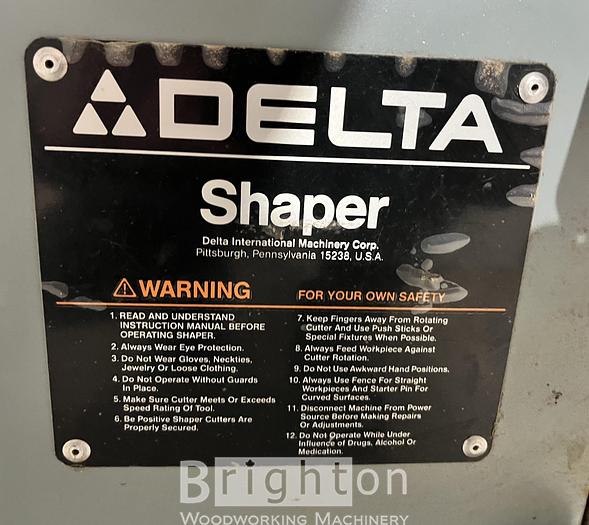 DELTA
Shaper
Delta International Machinery Corp.
Pittsburgh, Pennsylvania 15238, U.S.A.
WARNING
FOR YOUR OWN SAFETY
1. READ AND UNDERSTAND
INSTRUCTION MANUAL BEFORE
OPERATING SHAPER.
2. Always Wear Eye Protection.
3. Do Not Wear Gloves, Neckties,
Jewelry Or Loose Clothing.
4. Do Not Operate Without Guards
In Place.
5. Make Sure Cutter Meets Or Exceeds
Speed Rating Of Tool.
6. Be Positive Shaper Cutters Are
Properly Secured.
7. Keep Fingers Away From Rotating
Cutter And Use Push Sticks Or
Special Fixtures When Possible.
8. Always Feed Workpiece Against
Cutter Rotation.
9. Do Not Use Awkward Hand Positions.
10. Always Use Fence For Straight
Workpieces And Starter Pin For
Curved Surfaces.
11. Disconnect Machine From Power
Source Before Making Repairs
Or Adjustments.
12. Do Not Operate While Under
Influence of Drugs, Alcohol Or
Medication.
Brighton
WOODWORKING MACHINERY